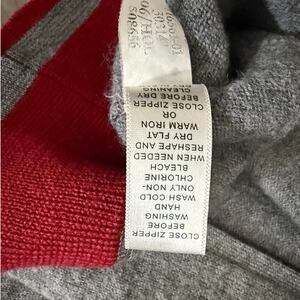 CLOSE ZIPPER
BEFORE
WASHING
HAND
WASH COLD
ONLY NON-
CHLORINE
BLEACH
WHEN NEEDED
RESHAPE AND
DRY FLAT
WARM IRON
OR
CLOSE ZIPPER
BEFORE DRY
CLEANING